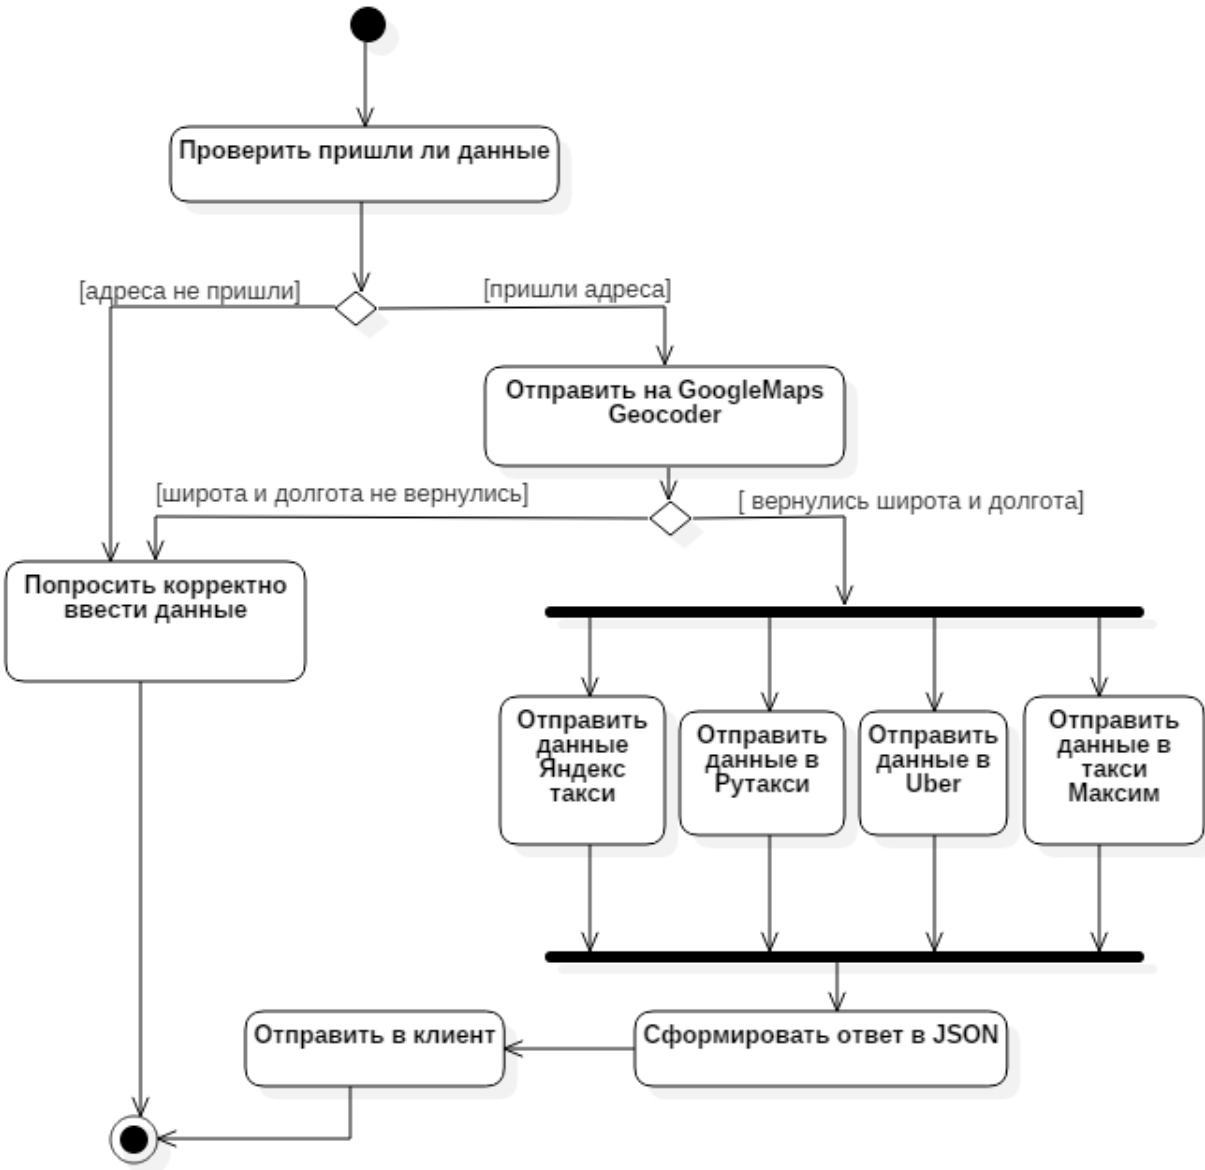 Проверить пришли ли данные
[адреса не пришли]
[пришли адреса]
Отправить на GoogleMaps
Geocoder
[широта и долгота не вернулись]
[ вернулись широта и долгота]
Попросить корректно
ввести данные
Отправить
данные
Яндекс
такси
Отправить
данные в
Рутакси
Отправить
данные в
Uber
Отправить
данные в
такси
Максим
Отправить в клиент
Сформировать ответ в JSON